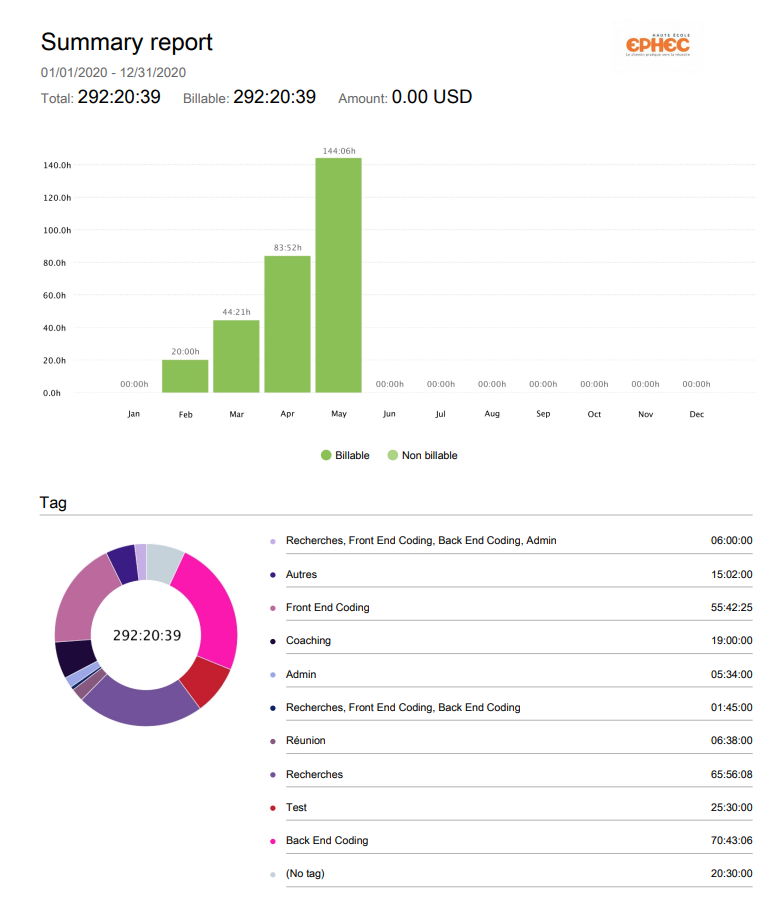 Summary report
HAUTE ÉCOLE
EPHEC
Le chemin pratique vers la réussite
01/01/2020 - 12/31/2020
Total: 292:20:39 Billable: 292:20:39 Amount: 0.00 USD
144:06h
140.0h
120.0h
100.0h
83:52h
80.0h
60.0h
44:21h
40.0h
20:00h
20.0h
00:00h 00:00h 00:00h 00:00h 00:00h 00:00h 00:00h 00:00h
0.0h
Jan Feb Mar Apr May Jun Jul Aug Sep Oct Nov Dec
Billable Non billable
Tag
292:20:39
Recherches, Front End Coding, Back End Coding, Admin 06:00:00
Autres 15:02:00
Front End Coding 55:42:25
Coaching 19:00:00
Admin 05:34:00
Recherches, Front End Coding, Back End Coding 01:45:00
Réunion 06:38:00
Recherches 65:56:08
Test 25:30:00
Back End Coding 70:43:06
(No tag) 20:30:00